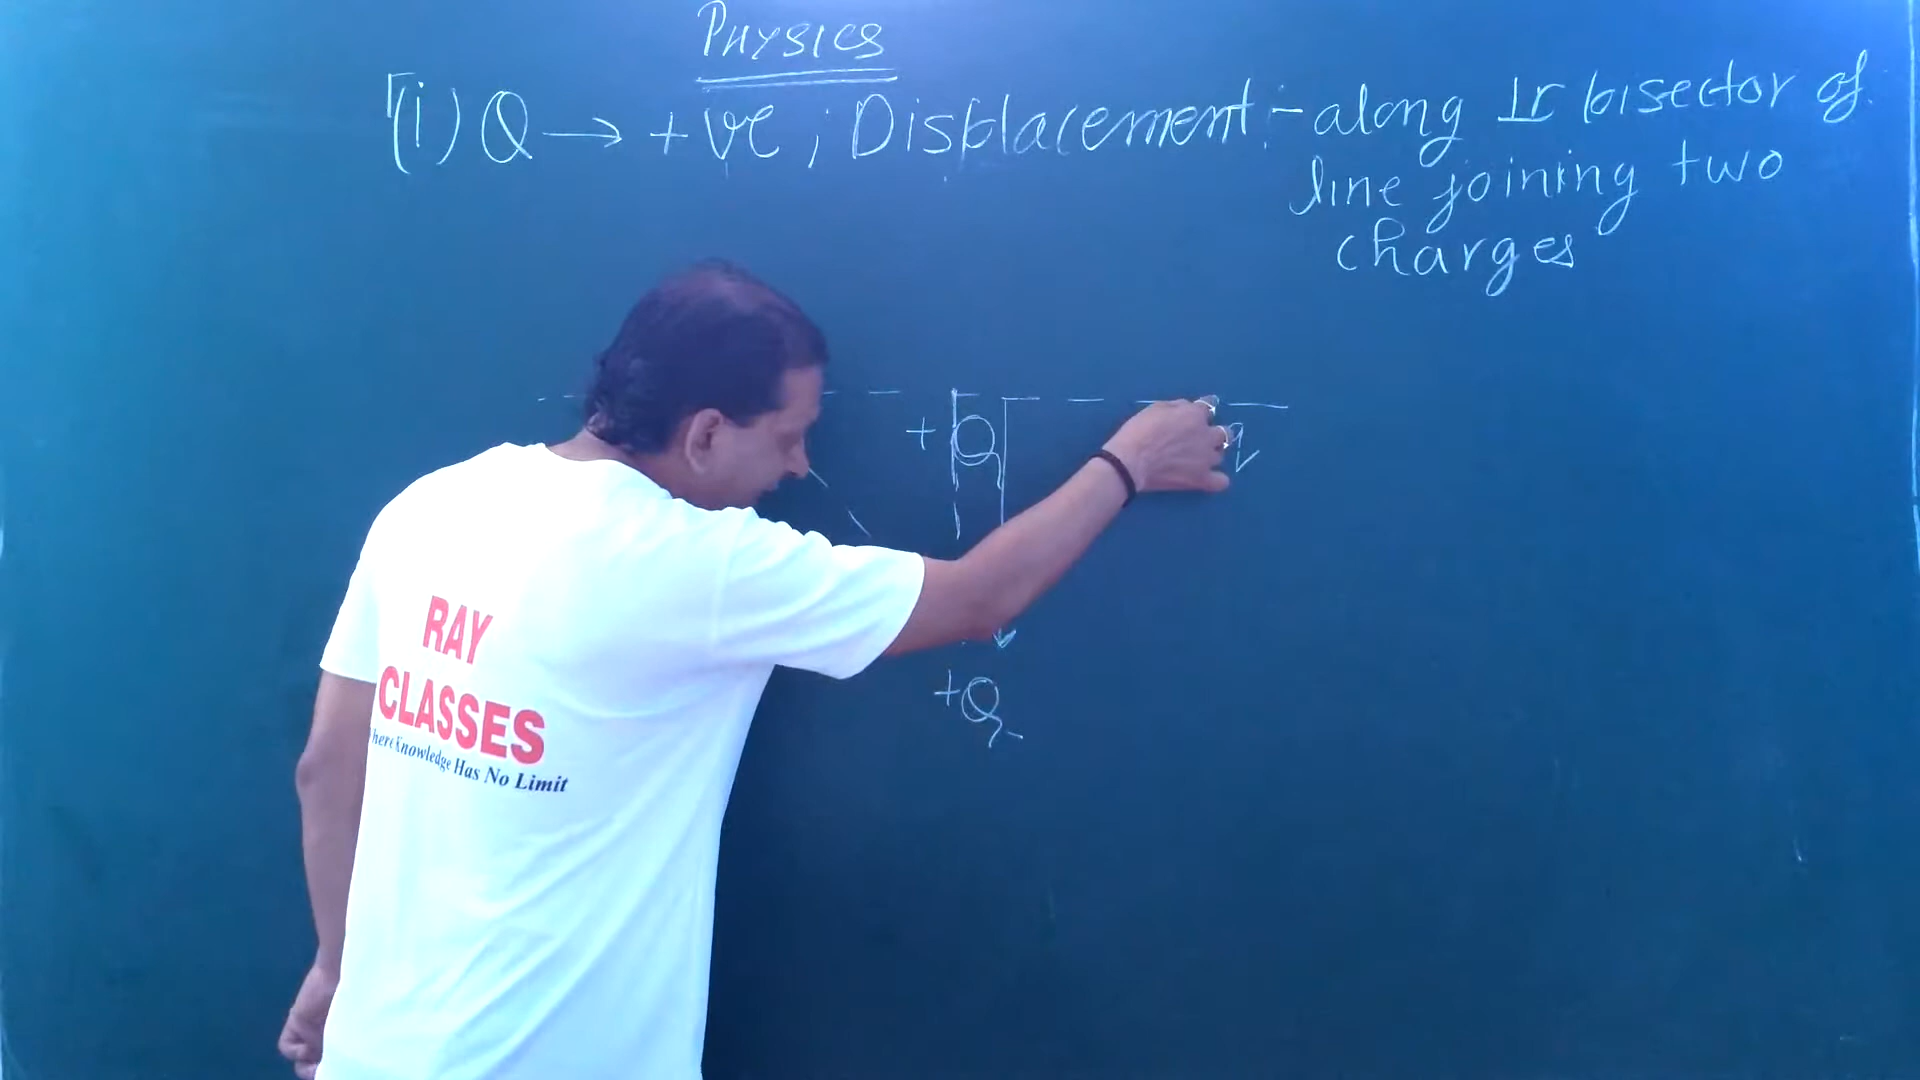 Physics
(i) Q → +ve ; Displacement :- along ⊥r bisector of
line joining two
charges
+ Q
q
+Q
RAY
CLASSES
Knowledge Has No Limit